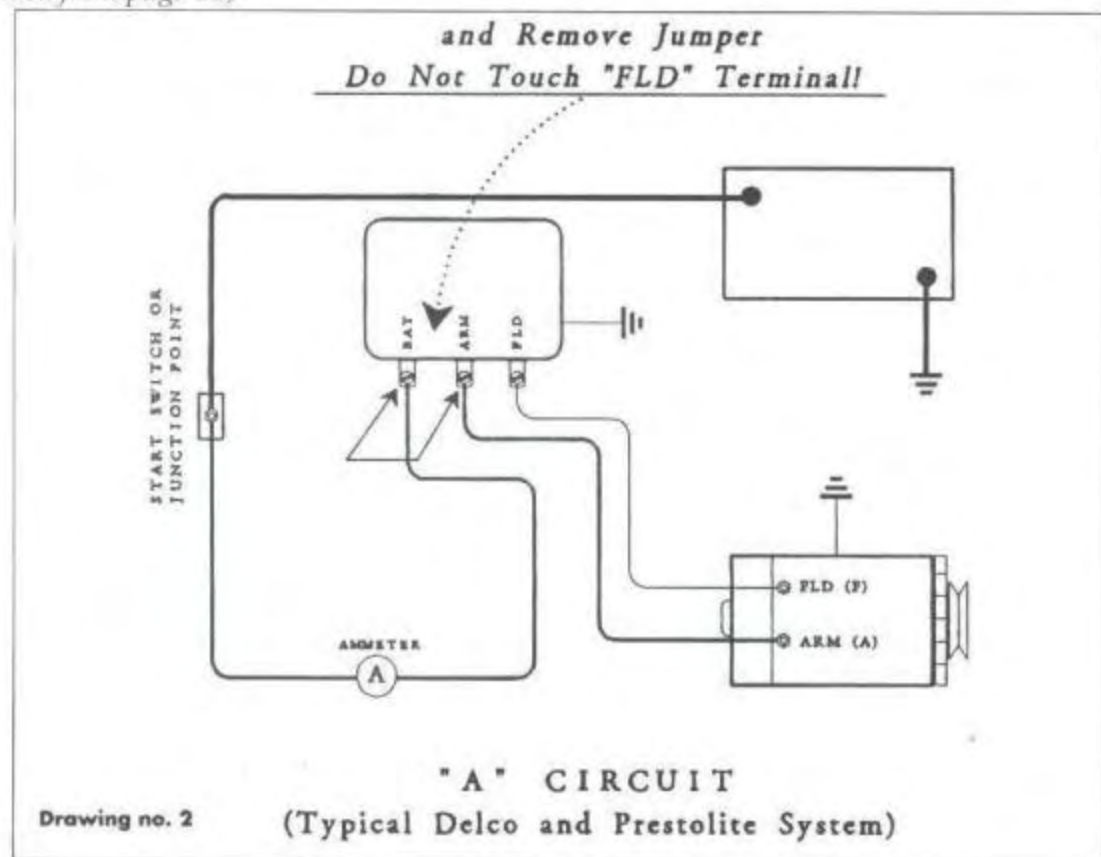 and Remove Jumper
Do Not Touch "FLD" Terminal!
BAT
ARM
FLD
START SWITCH OR
JUNCTION POINT
FLD (F)
ARM (A)
AMMETER
A
"A" CIRCUIT
Drawing no. 2
(Typical Delco and Prestolite System)